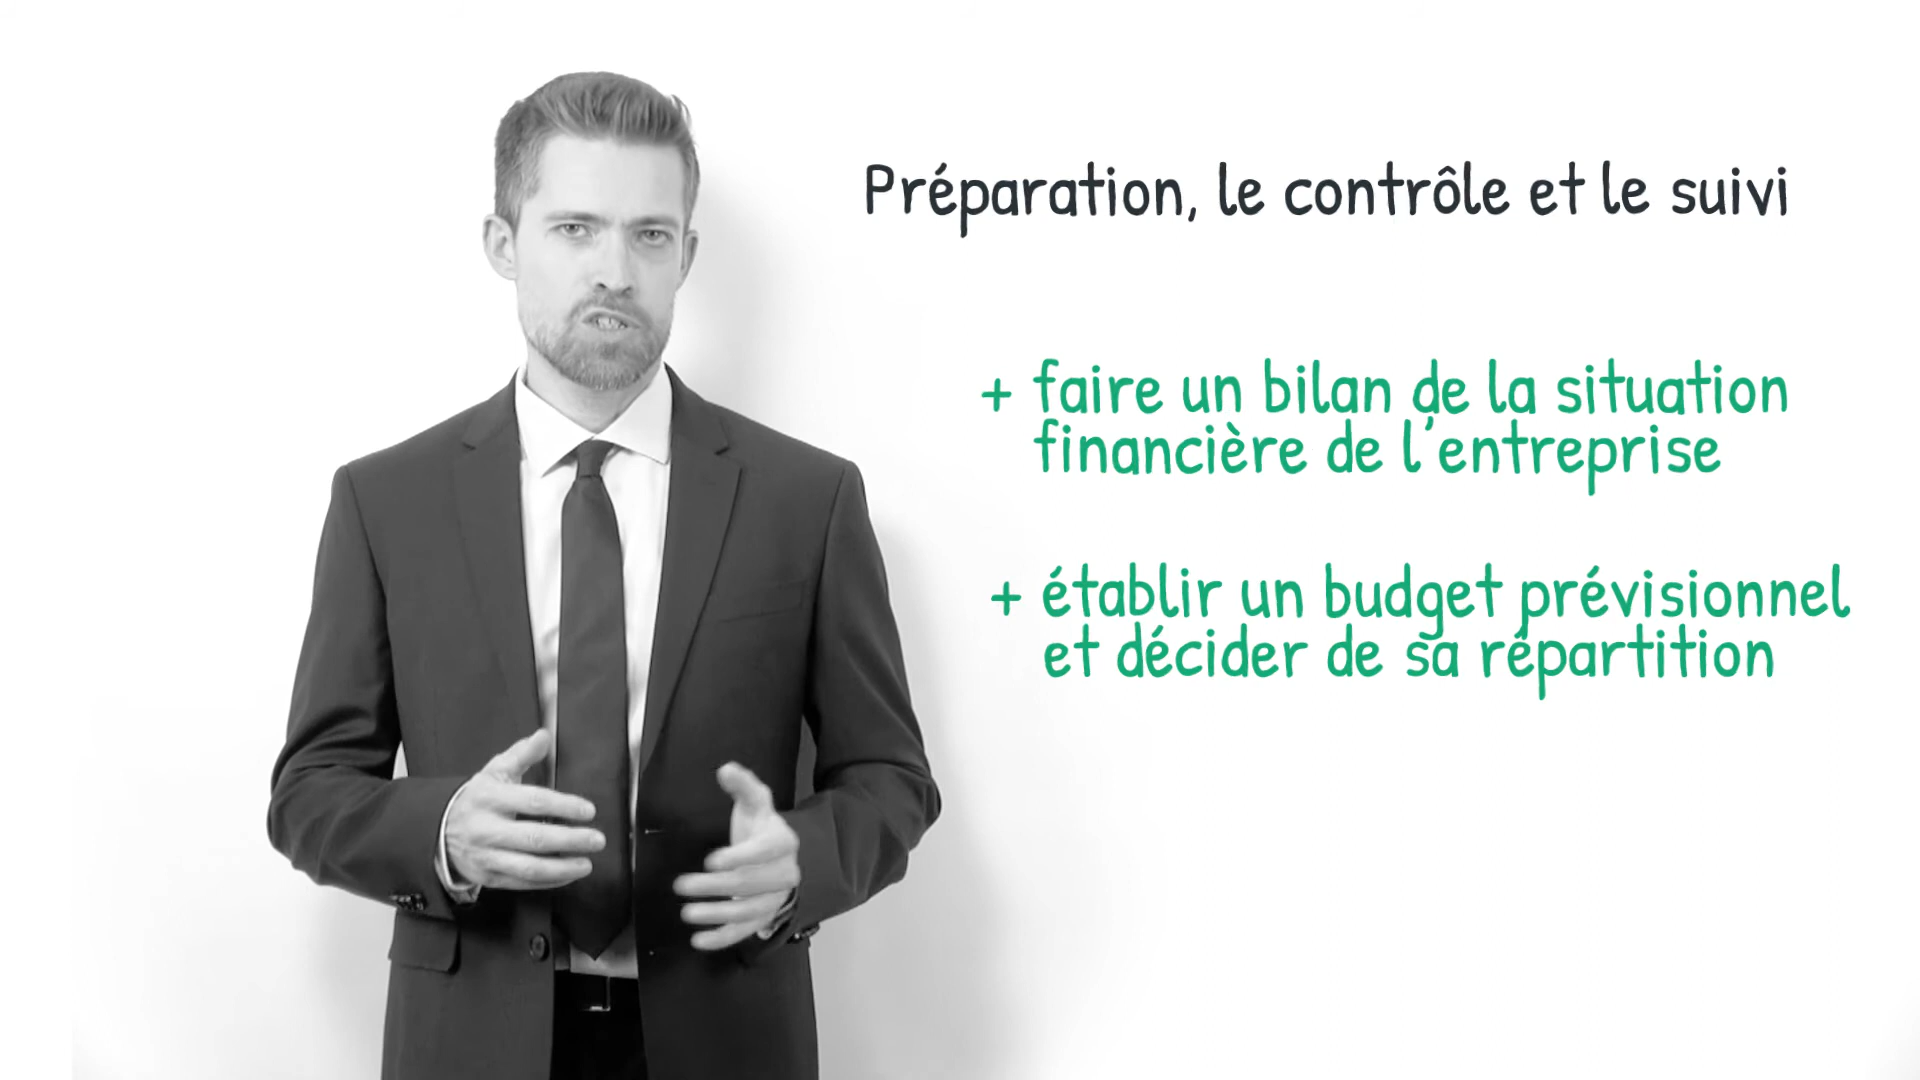 Préparation, le contrôle et le suivi
+ faire un bilan de la situation
financière de l'entreprise
+ établir un budget prévisionnel
et décider de sa répartition